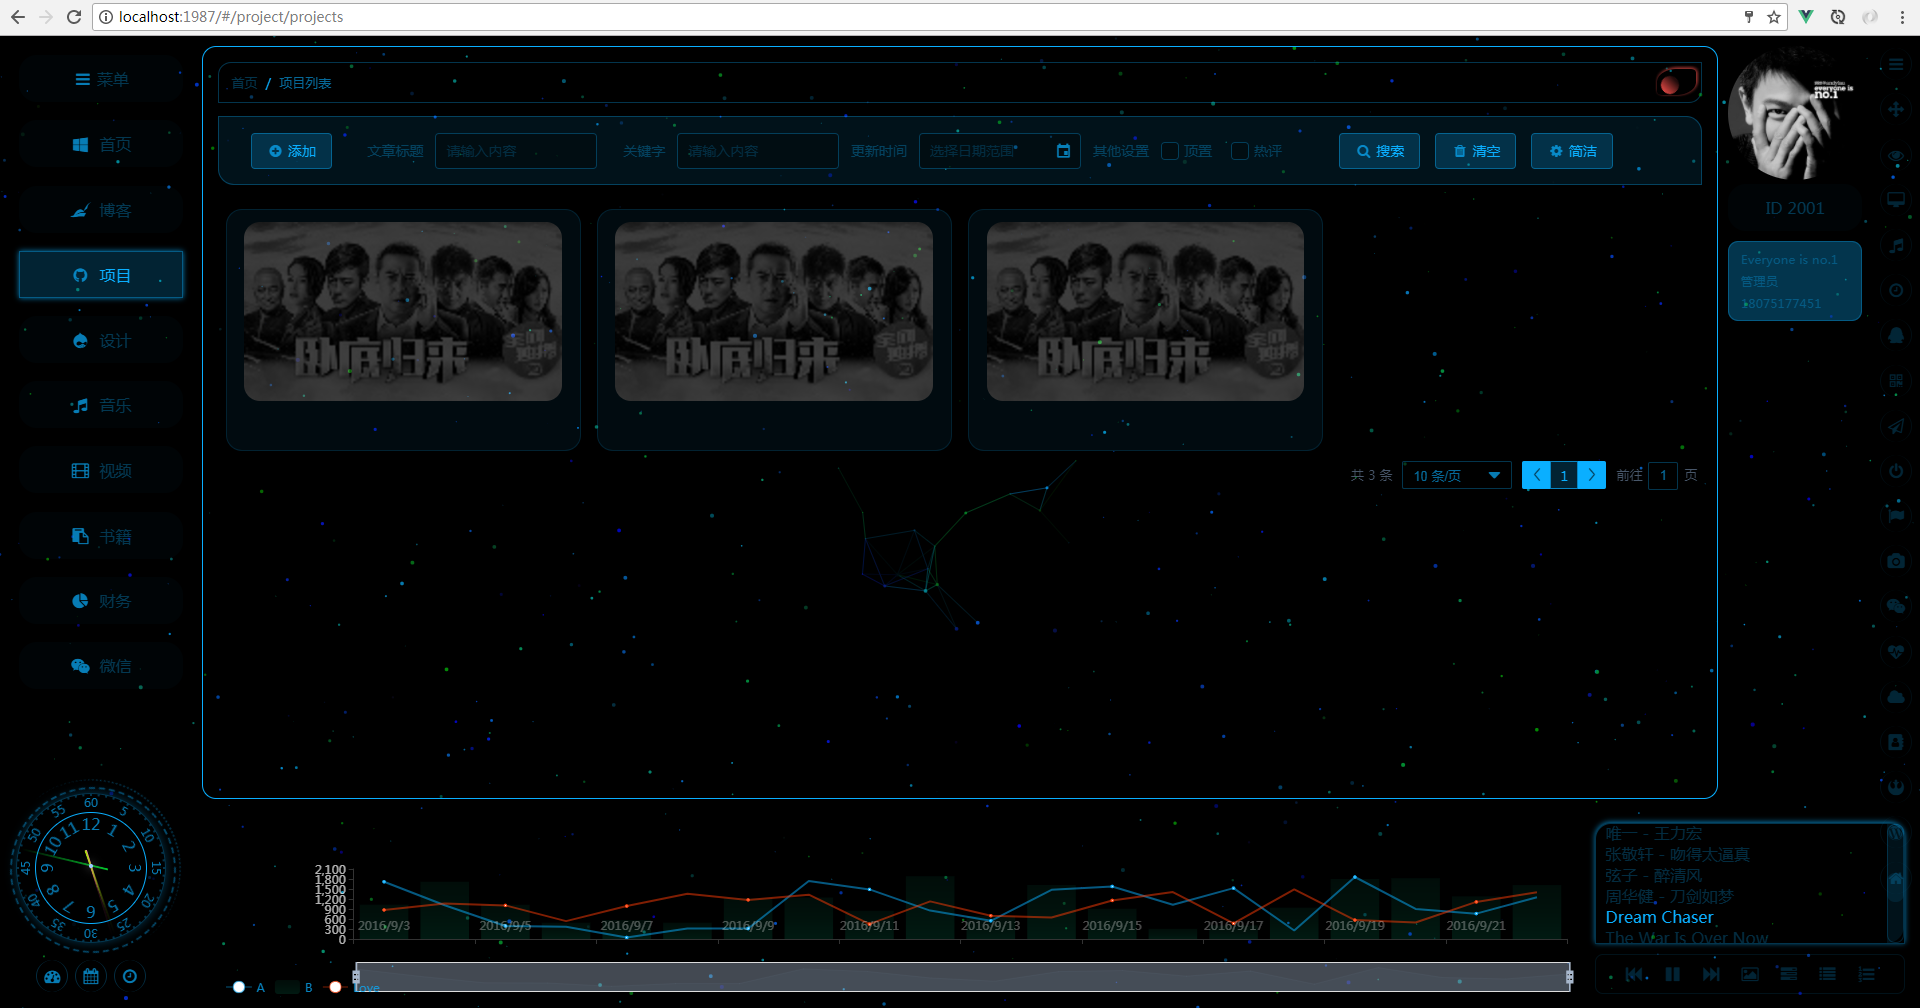 localhost:1987/#/project/projects
菜单
首页
博客
项目
设计
音乐
视频
书籍
财务
微信
首页 / 项目列表
添加
文章标题 请输入内容
关键字 请输入内容
更新时间 选择日期范围
其他设置 顶置 热评
搜索
清空
简洁
卧底归来
卧底归来
卧底归来
共 3 条 10 条/页 1 前往 1 页
everyone is
no.1
ID 2001
Everyone is no.1
管理员
18075177451
60 5 10 15 20 25 30 35 40 45 50 55
12 1 2 3 4 5 6 7 8 9 10 11
2,100
1,800
1,500
1,200
900
600
300
0
2016/9/3 2016/9/5 2016/9/7 2016/9/9 2016/9/11 2016/9/13 2016/9/15 2016/9/17 2016/9/19 2016/9/21
A B Love
唯一 - 王力宏
张敬轩 - 吻得太逼真
弦子 - 醉清风
周华健 - 刀剑如梦
Dream Chaser
The War Is Over Now